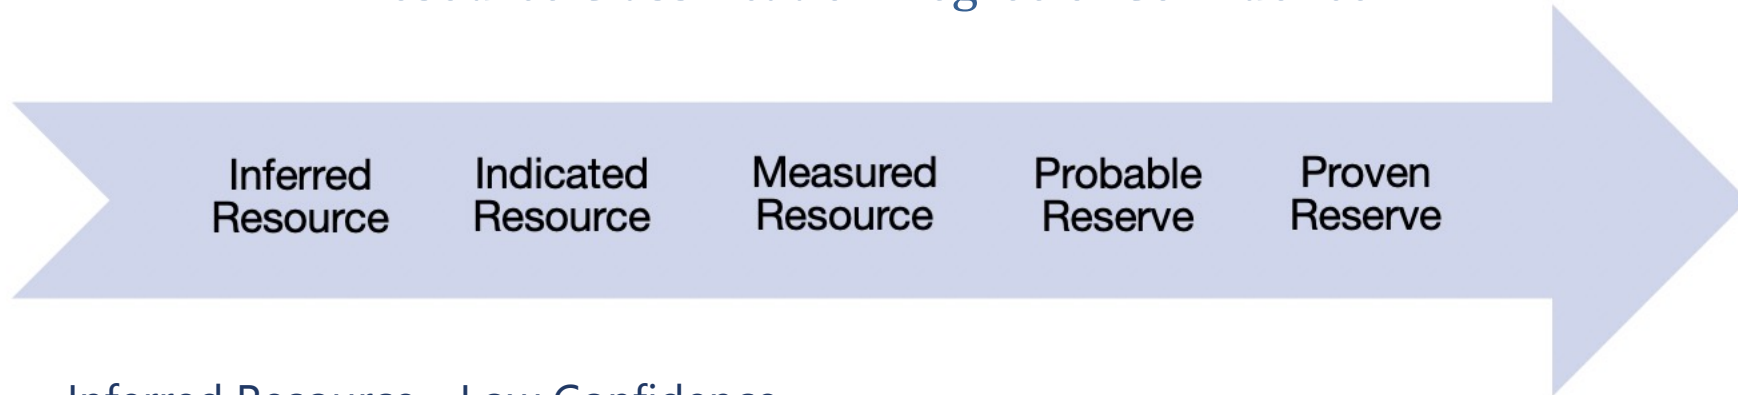 Inferred
Resource
Indicated
Resource
Measured
Resource
Probable
Reserve
Proven
Reserve
Inferred Resource – Low Confidence